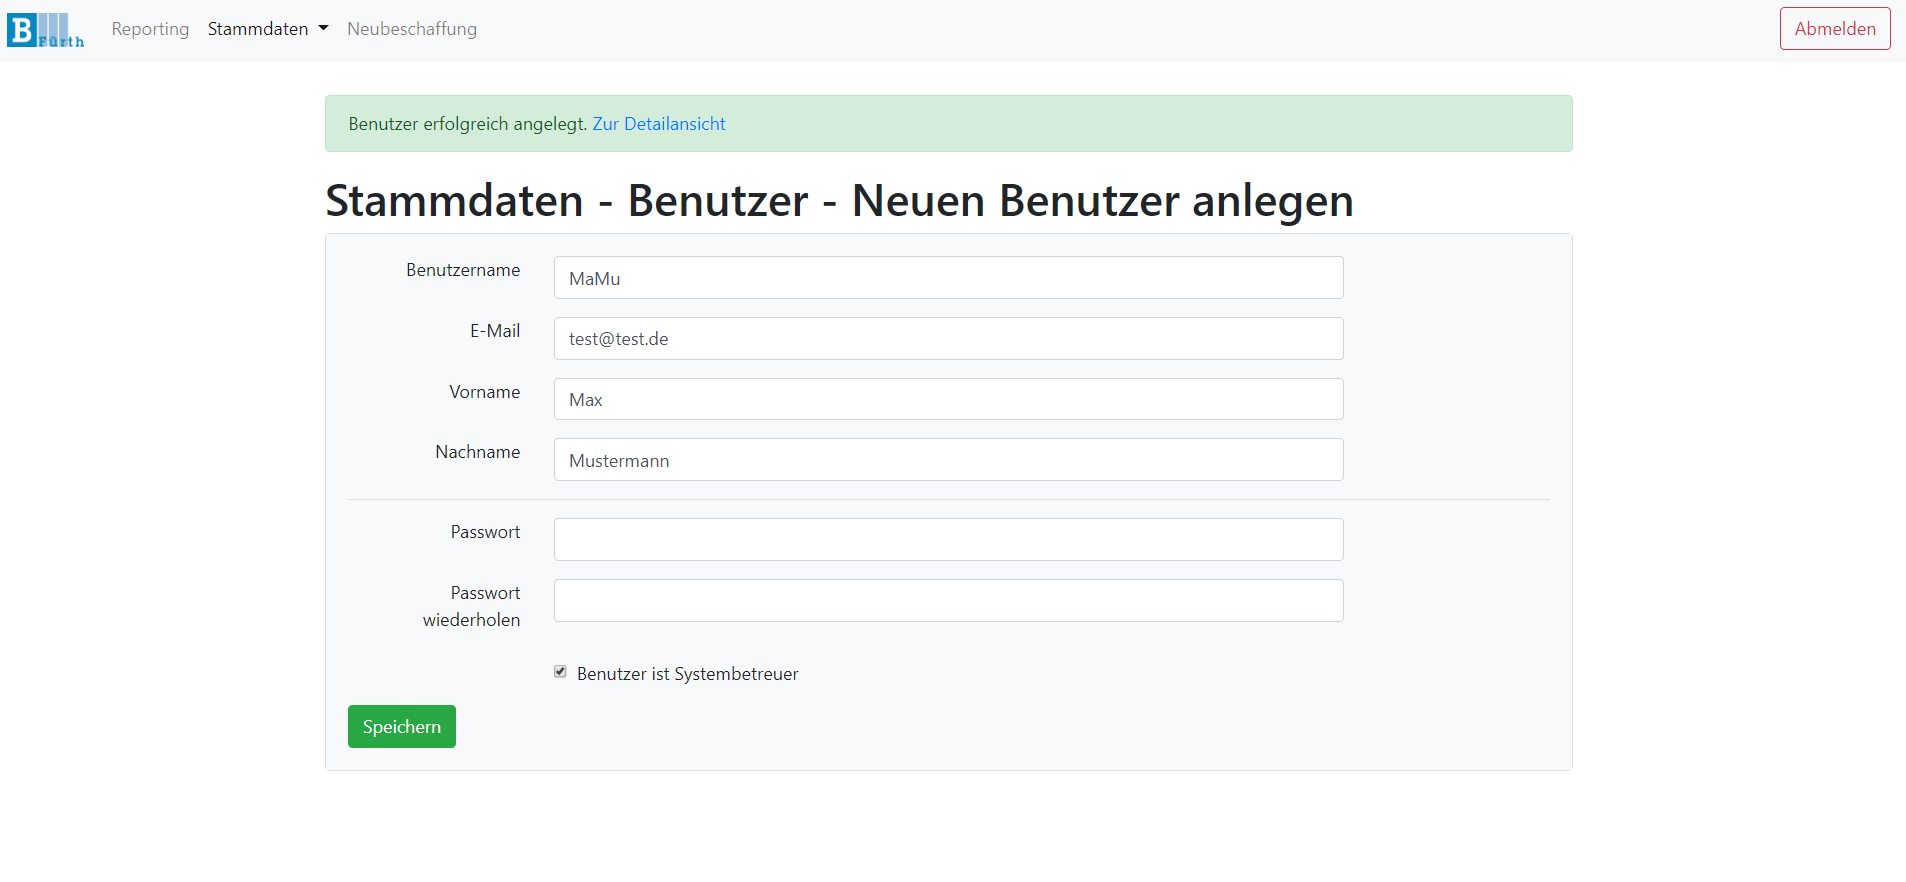 B Fürth
Reporting Stammdaten Neubeschaffung Abmelden
Benutzer erfolgreich angelegt. Zur Detailansicht
Stammdaten - Benutzer - Neuen Benutzer anlegen
Benutzername MaMu
E-Mail test@test.de
Vorname Max
Nachname Mustermann
Passwort
Passwort
wiederholen
Benutzer ist Systembetreuer
Speichern